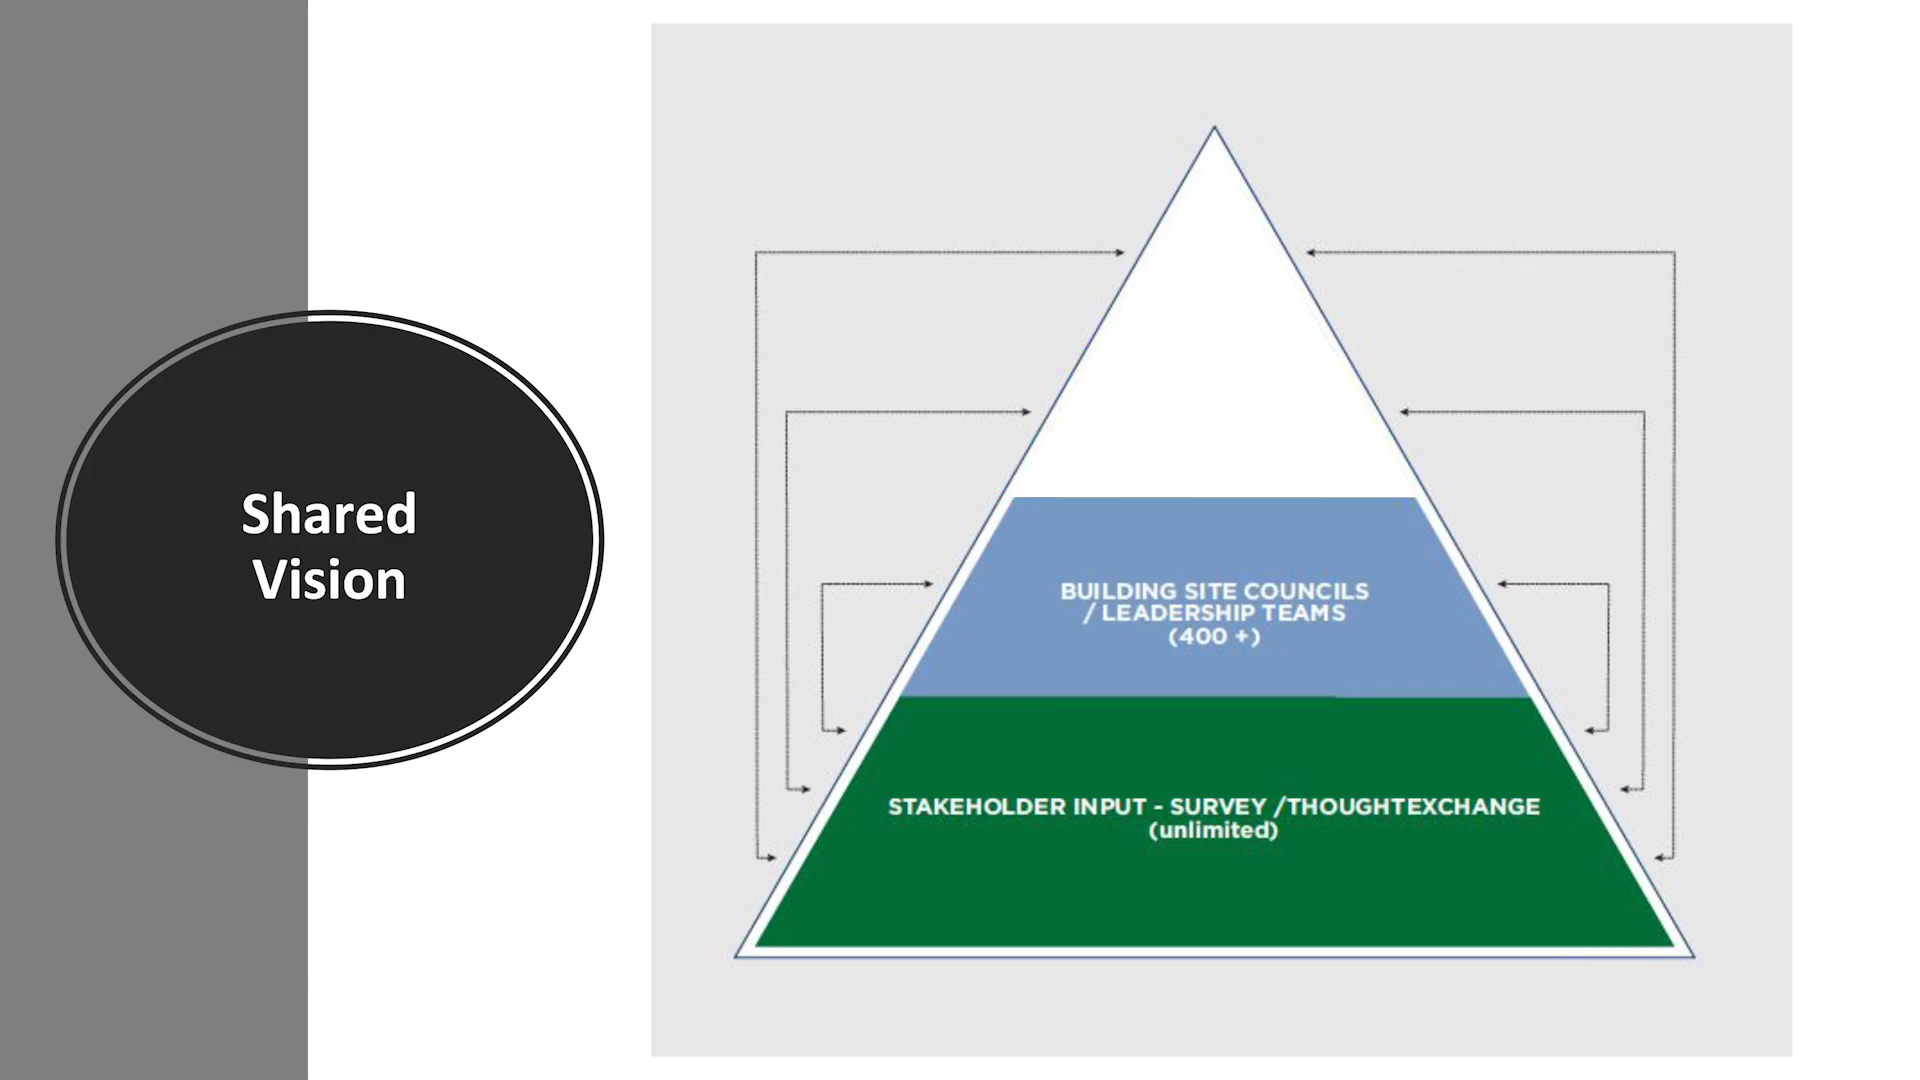 Shared
Vision
BUILDING SITE COUNCILS
/ LEADERSHIP TEAMS
(400 +)
STAKEHOLDER INPUT - SURVEY /THOUGHTEXCHANGE
(unlimited)